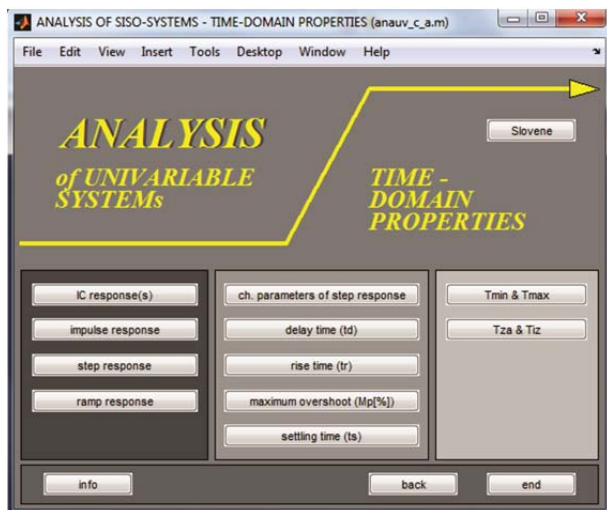 ANALYSIS OF SISO-SYSTEMS - TIME-DOMAIN PROPERTIES (anauv_c_a.m)
File Edit View Insert Tools Desktop Window Help
ANALYSIS
of UNIVARIABLE
SYSTEMs
Slovene
TIME -
DOMAIN
PROPERTIES
IC response(s)
impulse response
step response
ramp response
ch. parameters of step response
delay time (td)
rise time (tr)
maximum overshoot (Mp[%])
settling time (ts)
Tmin & Tmax
Tza & Tiz
info
back
end